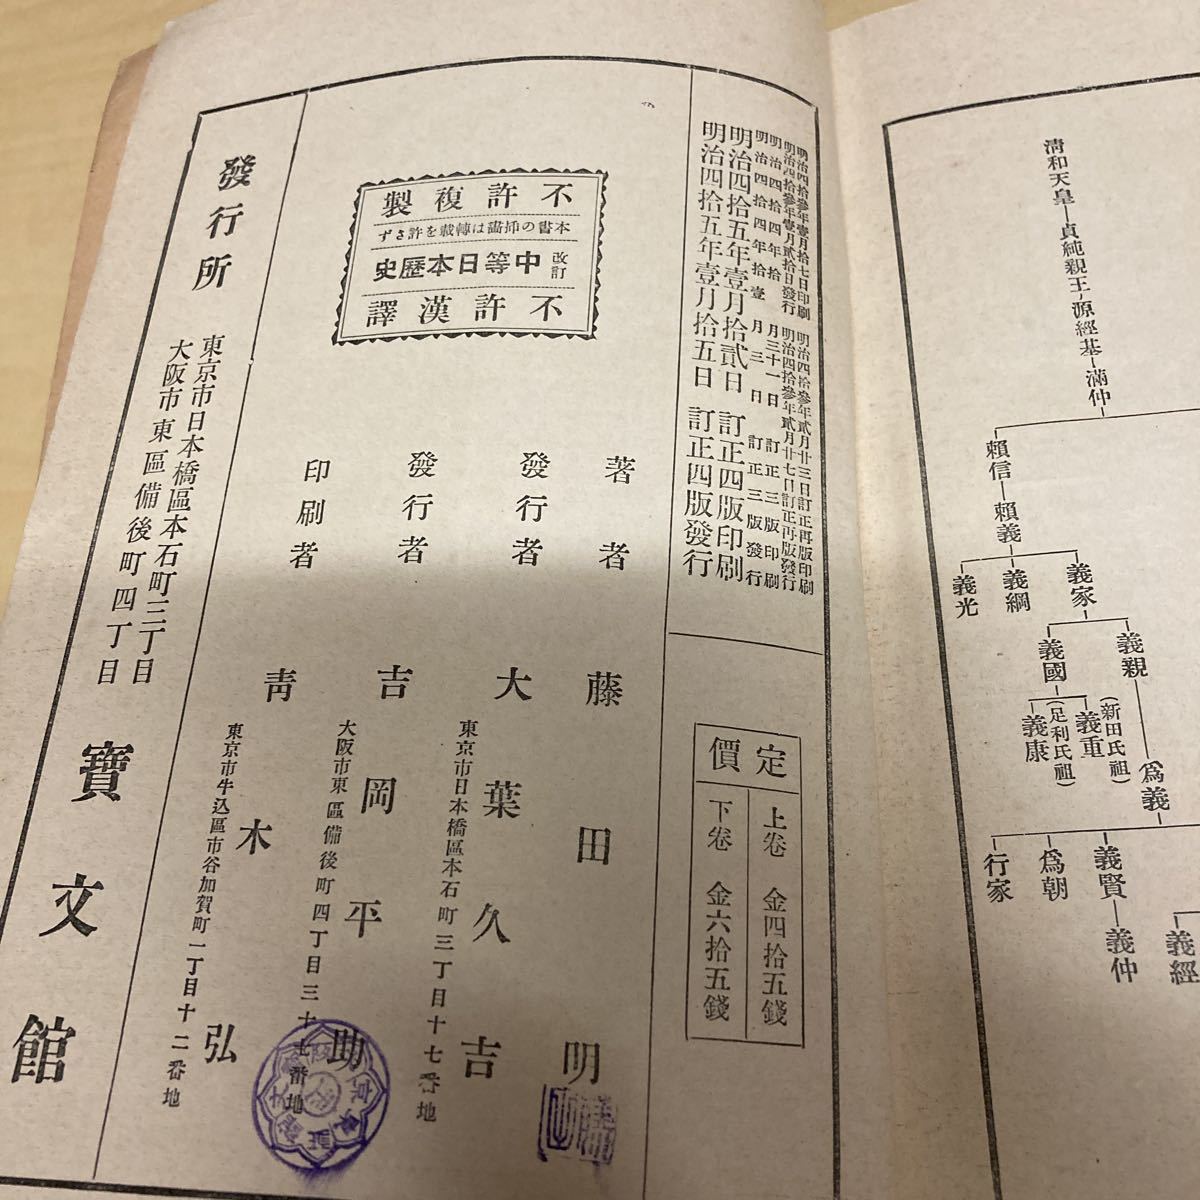 清和天皇―貞純親王―源經基―滿仲
賴信―賴義
義家
義綱
義光
義親
義國
爲義
義重
(新田氏祖)
義康
(足利氏祖)
義賢―義仲
爲朝
行家
義經
明治四拾參年壹月拾七日印刷
明治四拾參年壹月貳拾日發行
明治四拾參年貳月廿三日訂正再版印刷
明治四拾參年貳月廿七日訂正再版發行
明治四拾四年拾月三十一日訂正三版印刷
明治四拾四年拾壹月三日訂正三版發行
明治四拾五年壹月拾貳日訂正四版印刷
明治四拾五年壹月拾五日訂正四版發行
定價
上卷 金四拾五錢
下卷 金六拾五錢
不許複製
本書の揷畵は轉載を許さず
改訂
中等日本歷史
不許漢譯
著者 藤田明
發行者 大葉久吉
東京市日本橋區本石町三丁目十七番地
發行者 吉岡平助
大阪市東區備後町四丁目三十七番地
印刷者 靑木弘
東京市牛込區市谷加賀町一丁目十二番地
發行所
東京市日本橋區本石町三丁目
大阪市東區備後町四丁目
寶文館